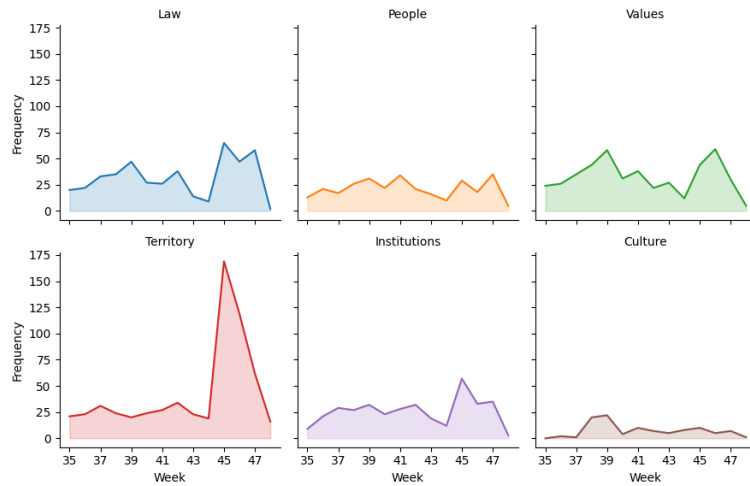 Law People Values
175
150
125
100
75
50
25
0
Frequency
Territory Institutions Culture
175
150
125
100
75
50
25
0
Frequency
35 37 39 41 43 45 47 35 37 39 41 43 45 47 35 37 39 41 43 45 47
Week Week Week